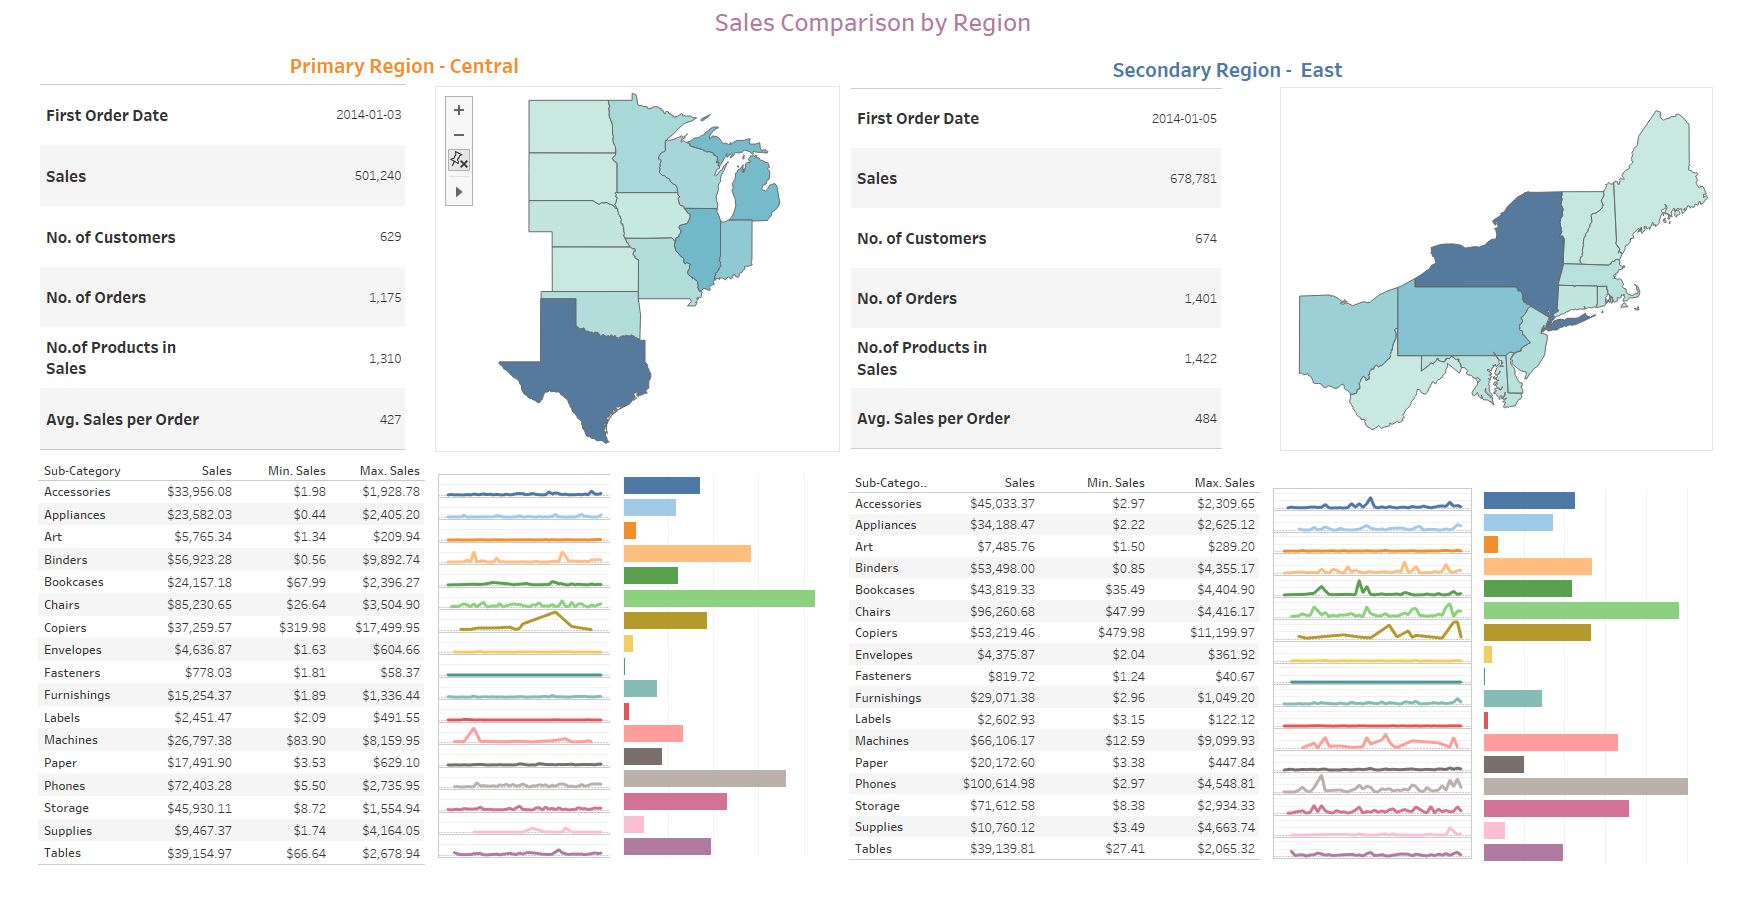 Sales Comparison by Region
Primary Region - Central
First Order Date 2014-01-03
Sales 501,240
No. of Customers 629
No. of Orders 1,175
No.of Products in
Sales 1,310
Avg. Sales per Order 427
Sub-Category Sales Min. Sales Max. Sales
Accessories $33,956.08 $1.98 $1,928.78
Appliances $23,582.03 $0.44 $2,405.20
Art $5,765.34 $1.34 $209.94
Binders $56,923.28 $0.56 $9,892.74
Bookcases $24,157.18 $67.99 $2,396.27
Chairs $85,230.65 $26.64 $3,504.90
Copiers $37,259.57 $319.98 $17,499.95
Envelopes $4,636.87 $1.63 $604.66
Fasteners $778.03 $1.81 $58.37
Furnishings $15,254.37 $1.89 $1,336.44
Labels $2,451.47 $2.09 $491.55
Machines $26,797.38 $83.90 $8,159.95
Paper $17,491.90 $3.53 $629.10
Phones $72,403.28 $5.50 $2,735.95
Storage $45,930.11 $8.72 $1,554.94
Supplies $9,467.37 $1.74 $4,164.05
Tables $39,154.97 $66.64 $2,678.94
Secondary Region - East
First Order Date 2014-01-05
Sales 678,781
No. of Customers 674
No. of Orders 1,401
No.of Products in
Sales 1,422
Avg. Sales per Order 484
Sub-Catego.. Sales Min. Sales Max. Sales
Accessories $45,033.37 $2.97 $2,309.65
Appliances $34,188.47 $2.22 $2,625.12
Art $7,485.76 $1.50 $289.20
Binders $53,498.00 $0.85 $4,355.17
Bookcases $43,819.33 $35.49 $4,404.90
Chairs $96,260.68 $47.99 $4,416.17
Copiers $53,219.46 $479.98 $11,199.97
Envelopes $4,375.87 $2.04 $361.92
Fasteners $819.72 $1.24 $40.67
Furnishings $29,071.38 $2.96 $1,049.20
Labels $2,602.93 $3.15 $122.12
Machines $66,106.17 $12.59 $9,099.93
Paper $20,172.60 $3.38 $447.84
Phones $100,614.98 $2.97 $4,548.81
Storage $71,612.58 $8.38 $2,934.33
Supplies $10,760.12 $3.49 $4,663.74
Tables $39,139.81 $27.41 $2,065.32